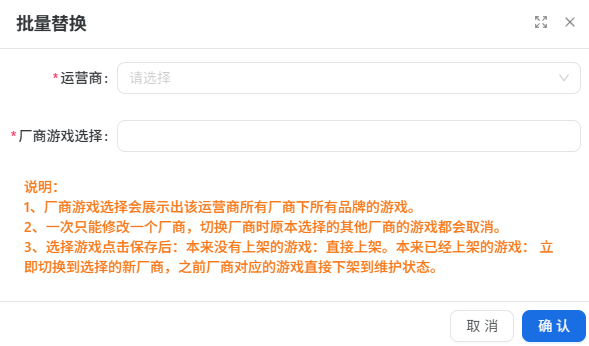 批量替换
*运营商：
请选择
*厂商游戏选择：
说明：
1、厂商游戏选择会展示出该运营商所有厂商下所有品牌的游戏。
2、一次只能修改一个厂商，切换厂商时原本选择的其他厂商的游戏都会取消。
3、选择游戏点击保存后：本来没有上架的游戏：直接上架。本来已经上架的游戏： 立
即切换到选择的新厂商，之前厂商对应的游戏直接下架到维护状态。
取 消
确 认